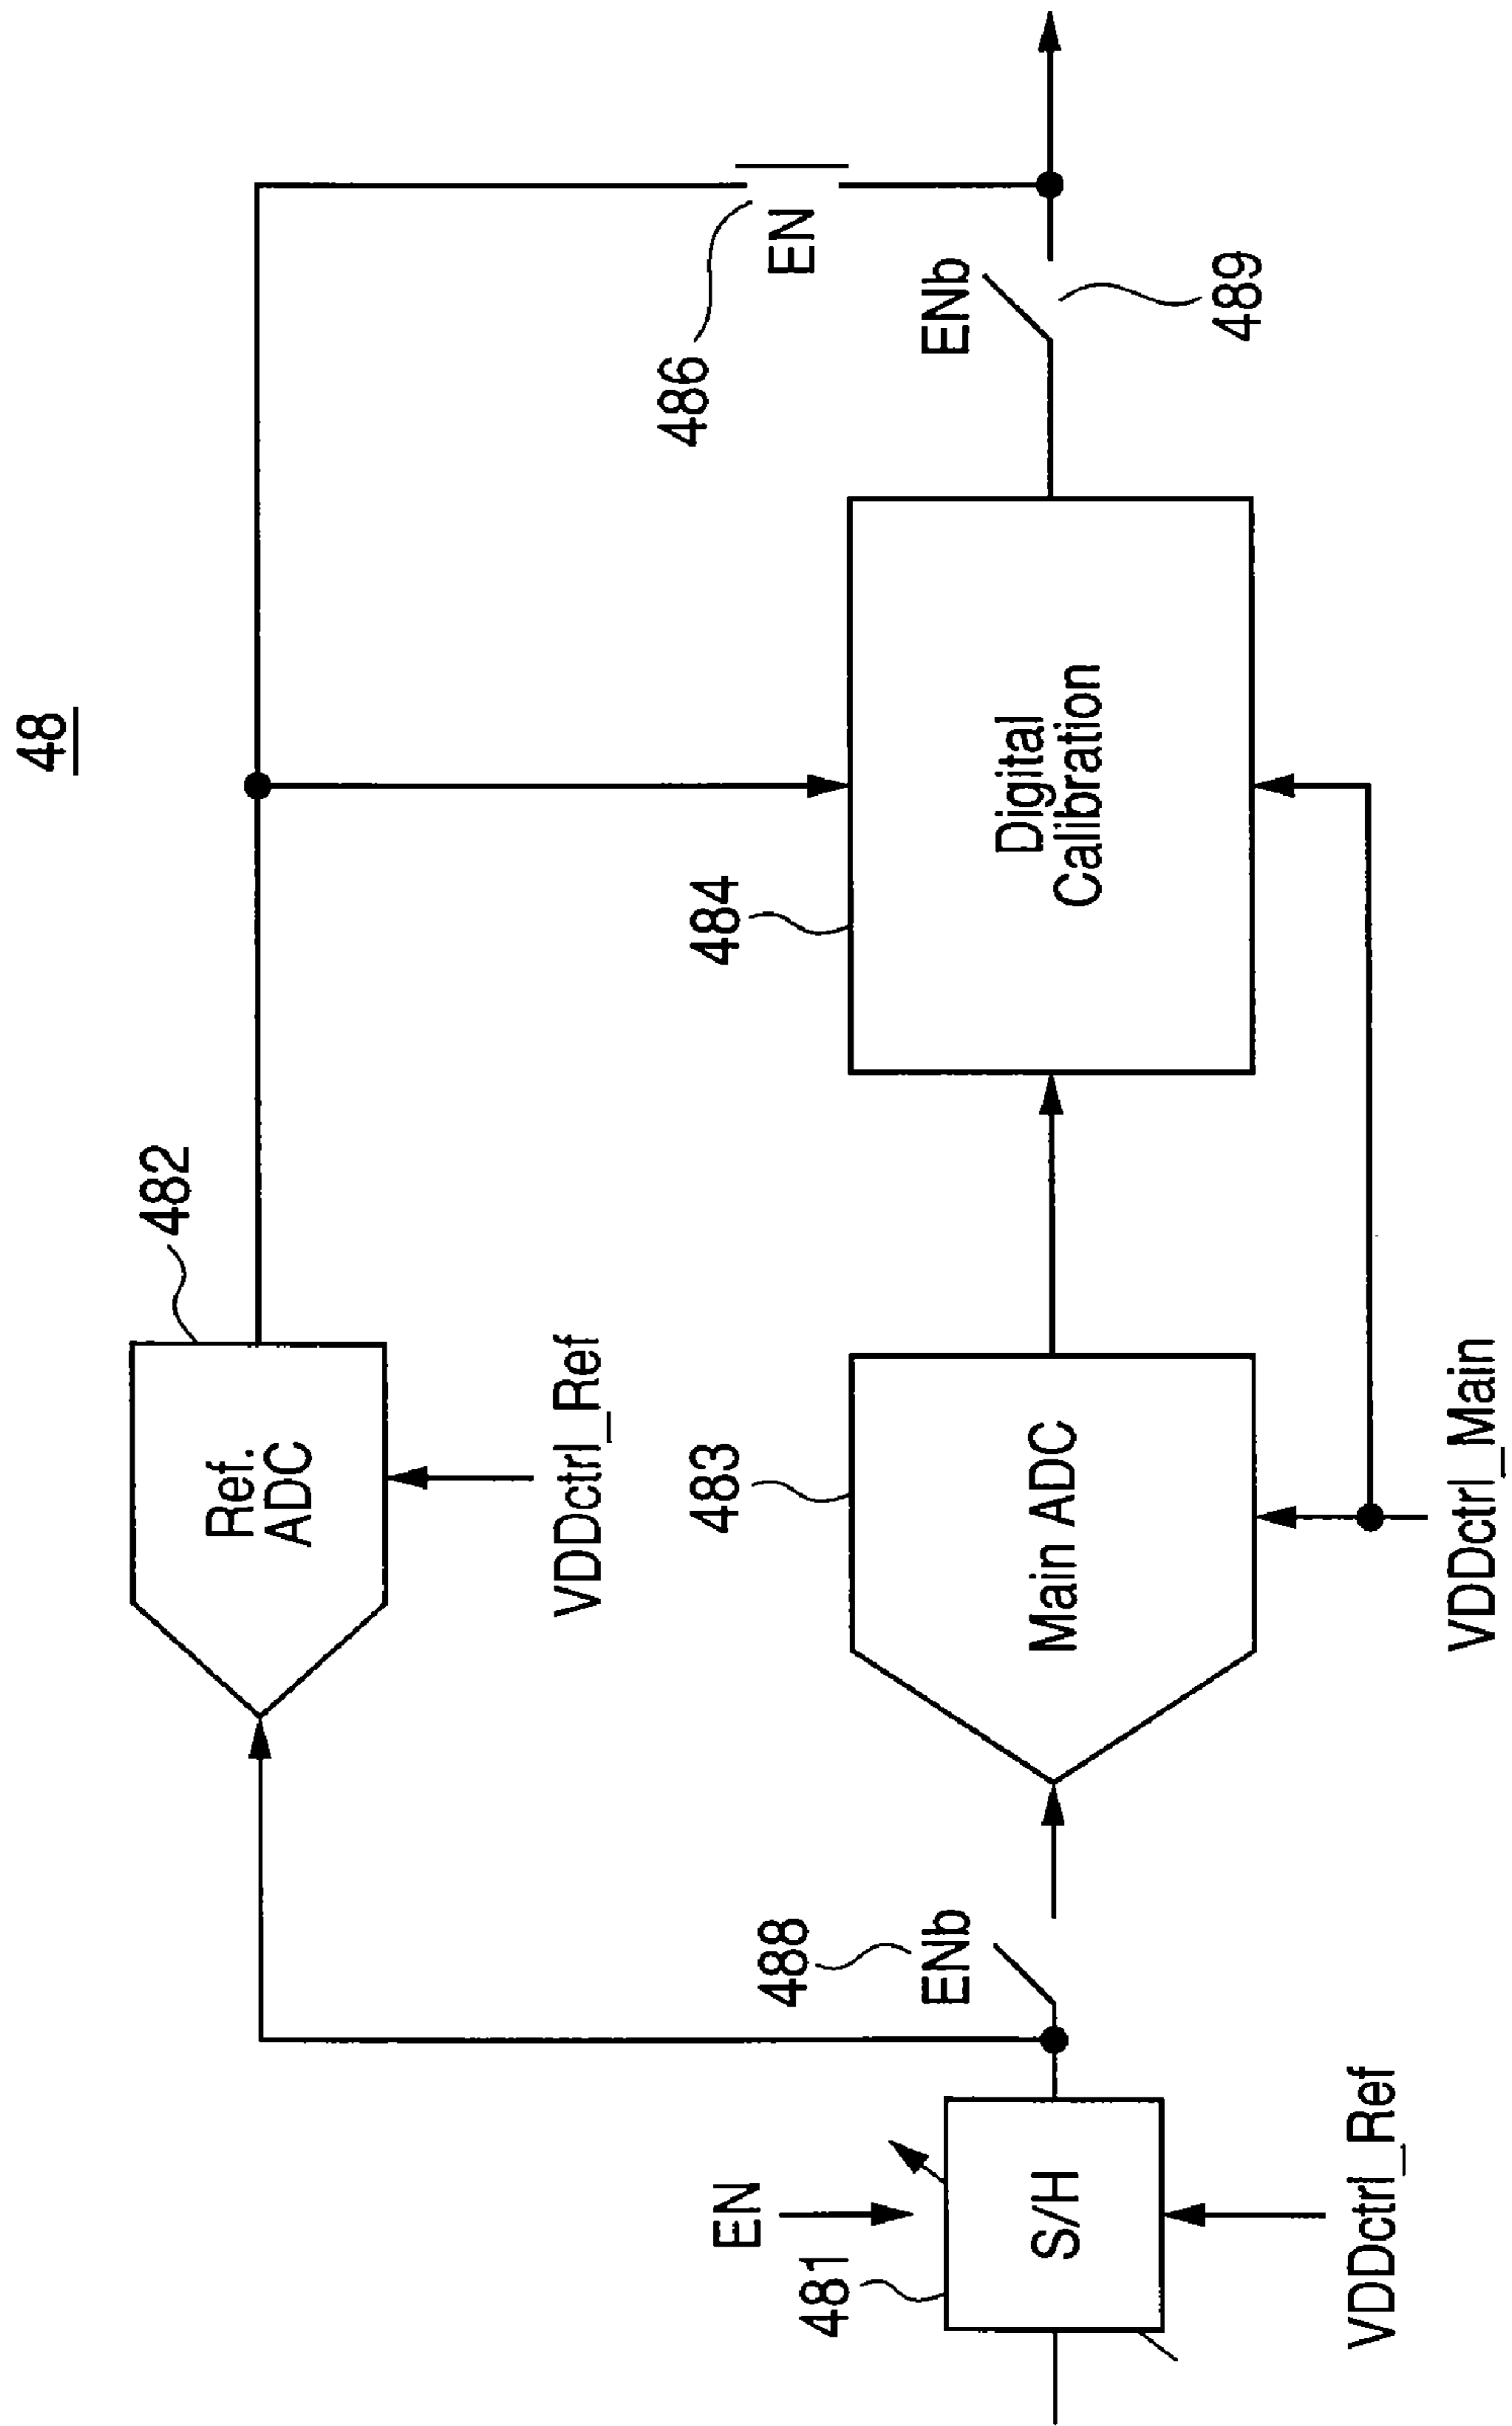 48
482
Ref.
ADC
VDDctrl_Ref
486
EN
ENb
489
484
Digital
Calibration
483
Main ADC
VDDctrl_Main
488
ENb
EN
481
S/H
VDDctrl_Ref